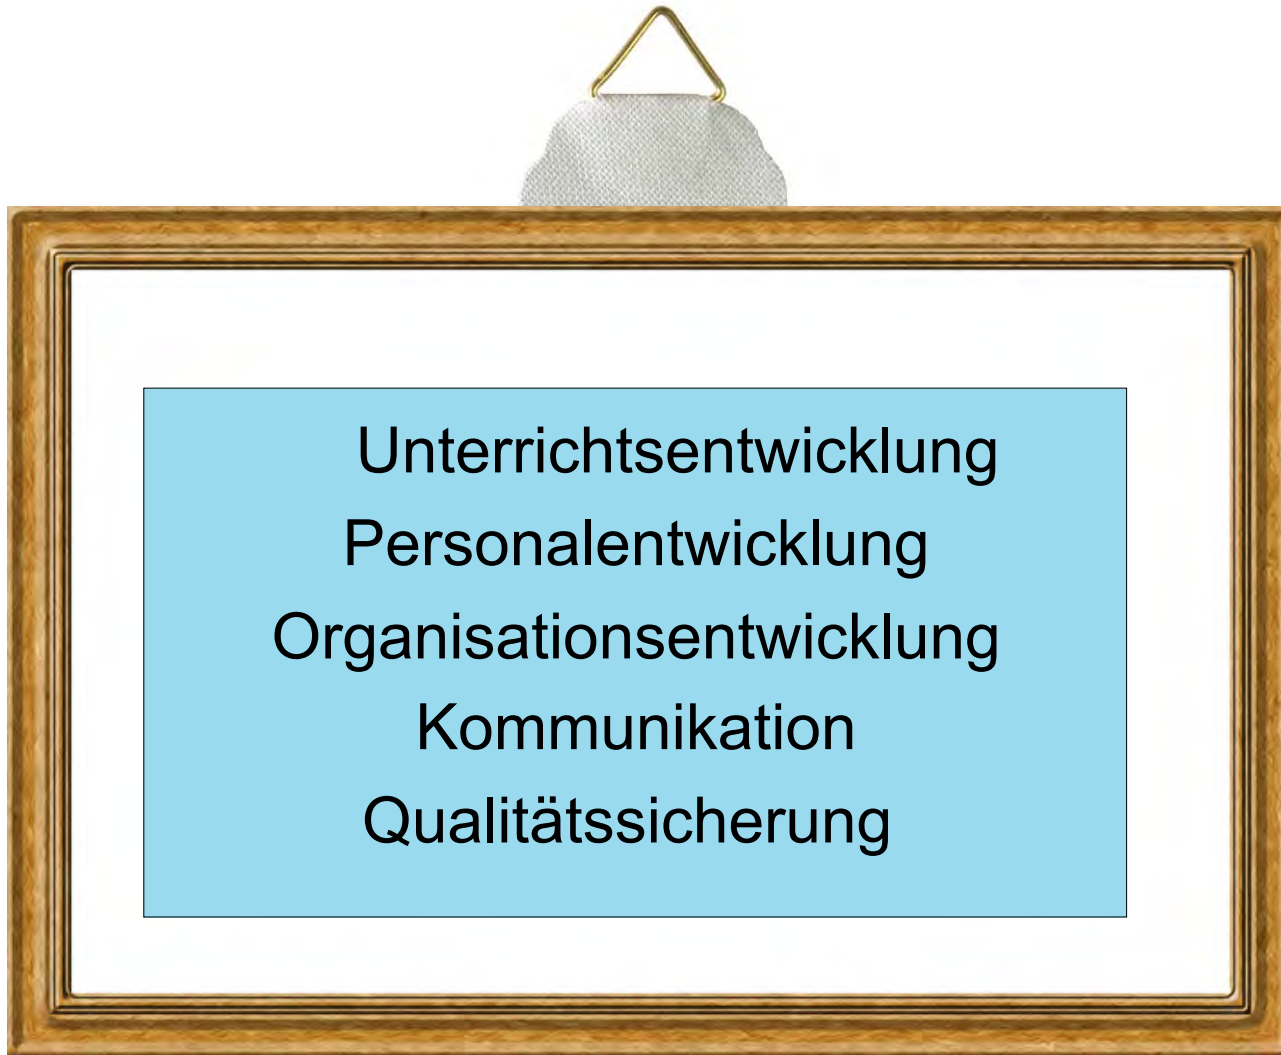 Unterrichtsentwicklung
Personalentwicklung
Organisationsentwicklung
Kommunikation
Qualitätssicherung